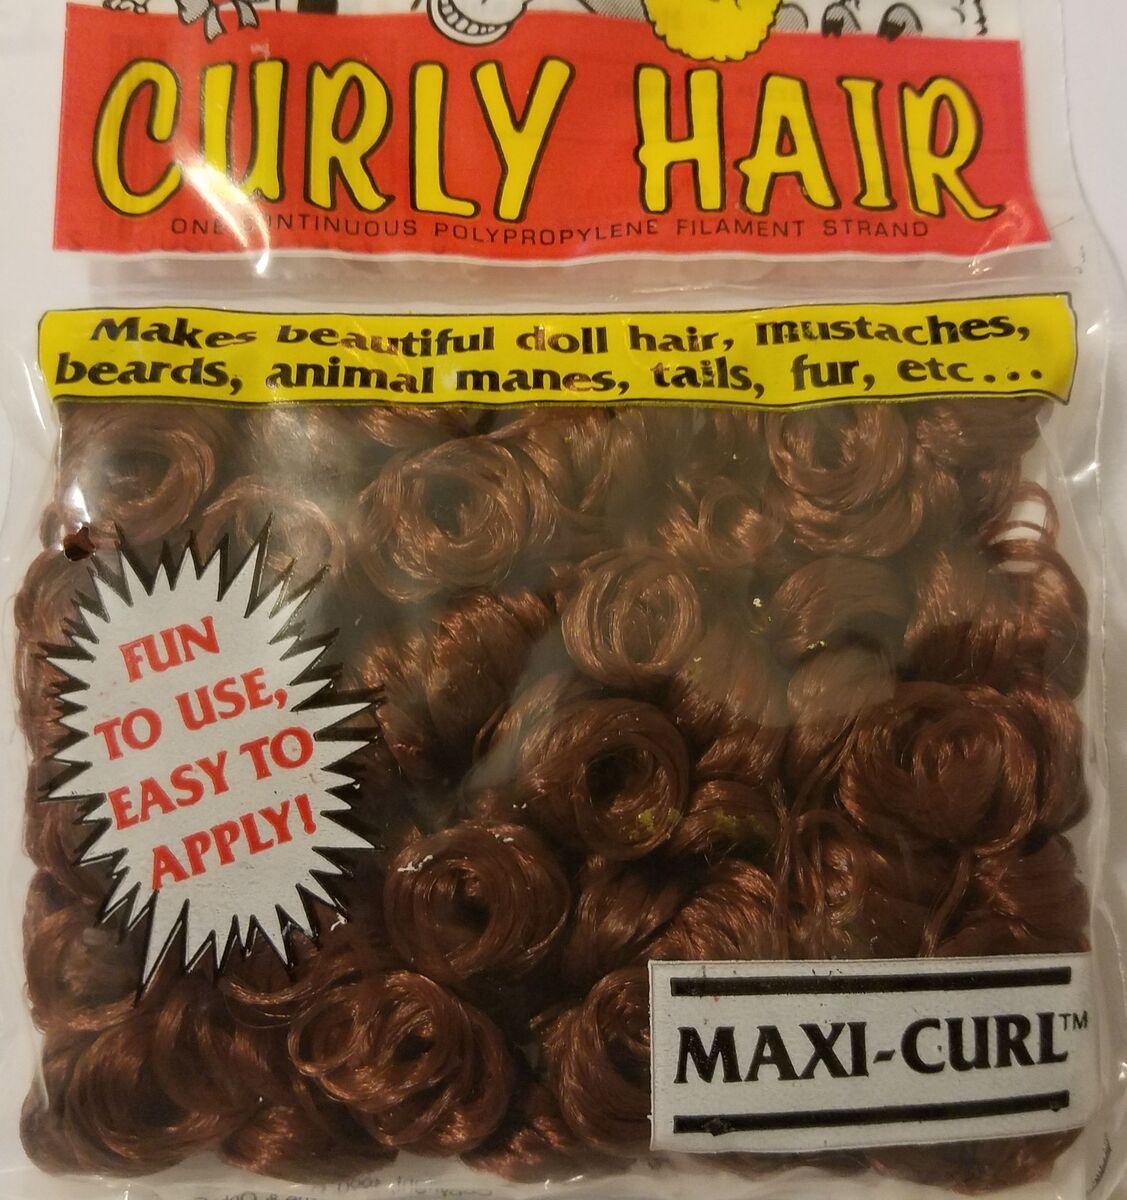 CURLY HAIR
ONE CONTINUOUS POLYPROPYLENE FILAMENT STRAND
Makes beautiful doll hair, mustaches,
beards, animal manes, tails, fur, etc...
FUN
TO USE,
EASY TO
APPLY!
MAXI-CURL™